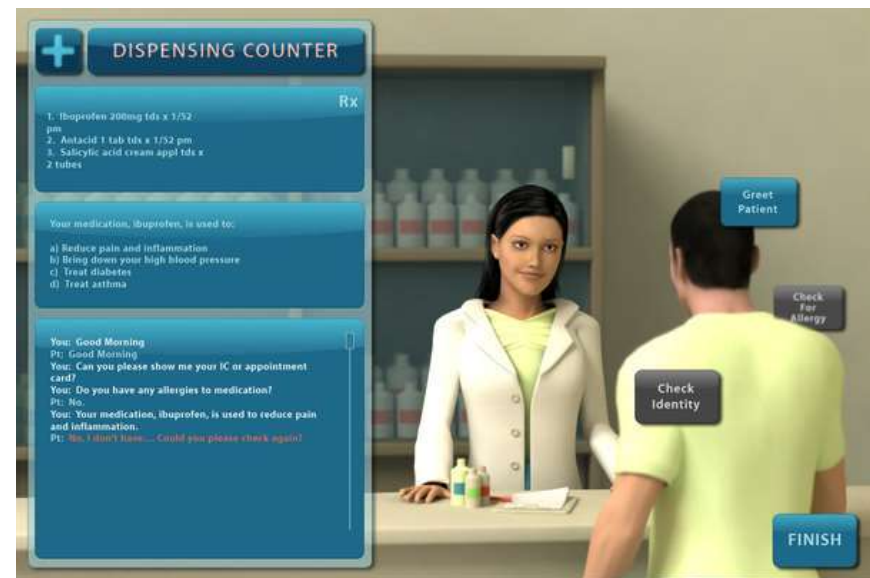 DISPENSING COUNTER
Rx
1. Ibuprofen 200mg tds x 1/52
pm
2. Antacid 1 tab tds x 1/52 pm
3. Salicylic acid cream appl tds x
2 tubes
Your medication, ibuprofen, is used to:
a) Reduce pain and inflammation
b) Bring down your high blood pressure
c) Treat diabetes
d) Treat asthma
You: Good Morning
Pt: Good Morning
You: Can you please show me your IC or appointment
card?
You: Do you have any allergies to medication?
Pt: No.
You: Your medication, ibuprofen, is used to reduce pain
and inflammation.
Pt: No, I don't have.... Could you please check again?
Greet
Patient
Check
For
Allergy
Check
Identity
FINISH